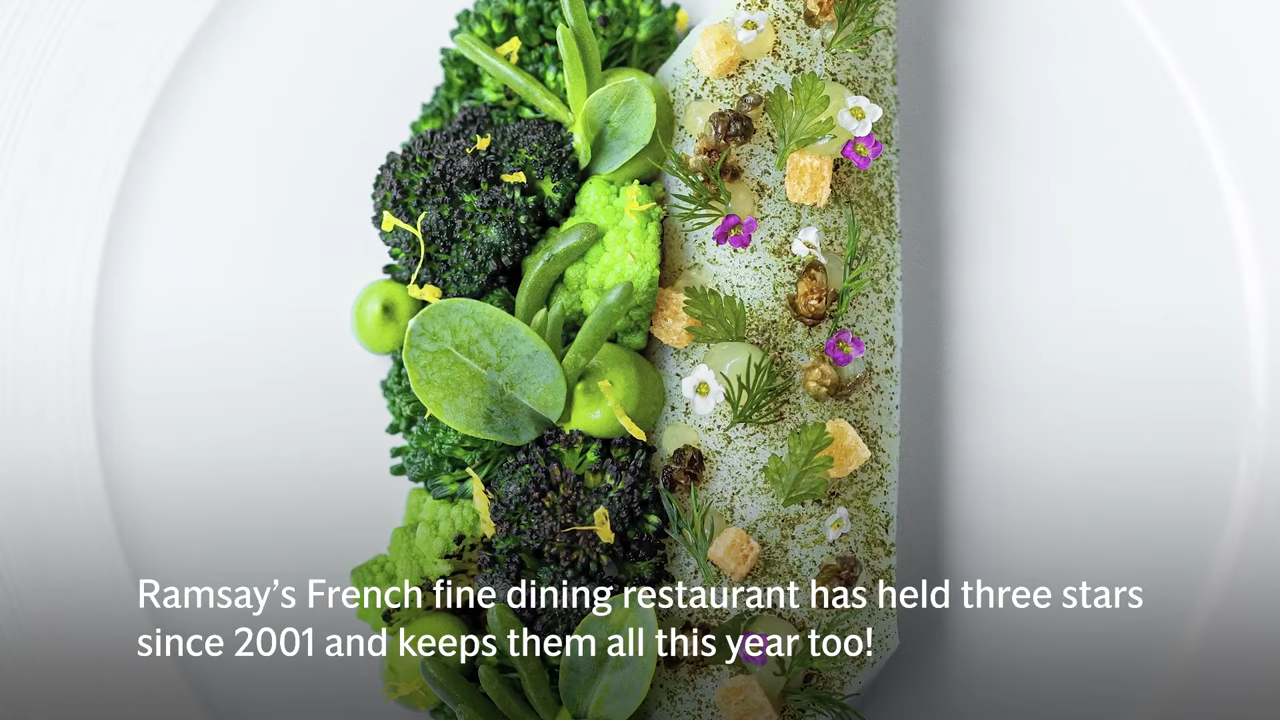 Ramsay’s French fine dining restaurant has held three stars
since 2001 and keeps them all this year too!